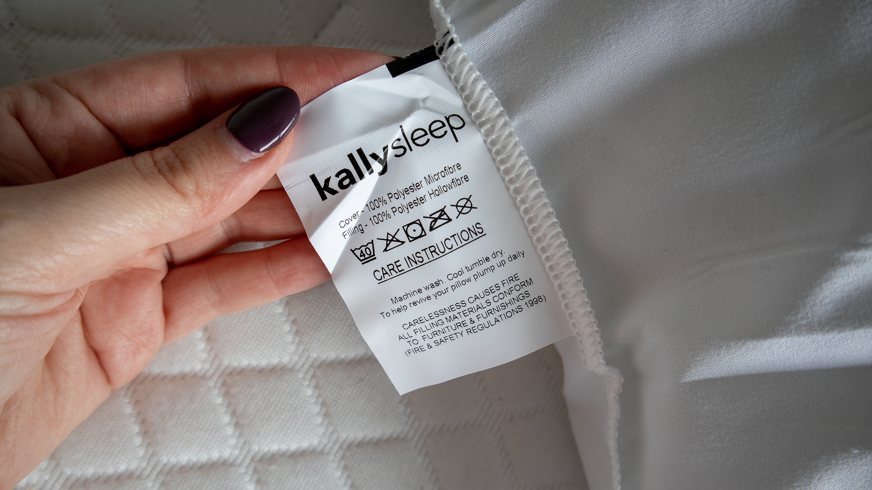 kallysleep
Cover - 100% Polyester Microfibre
Filling - 100% Polyester Hollowfibre
40
CARE INSTRUCTIONS
Machine wash. Cool tumble dry.
To help revive your pillow plump up daily
CARELESSNESS CAUSES FIRE
ALL FILLING MATERIALS CONFORM
TO FURNITURE & FURNISHINGS
(FIRE & SAFETY REGULATIONS 1998)